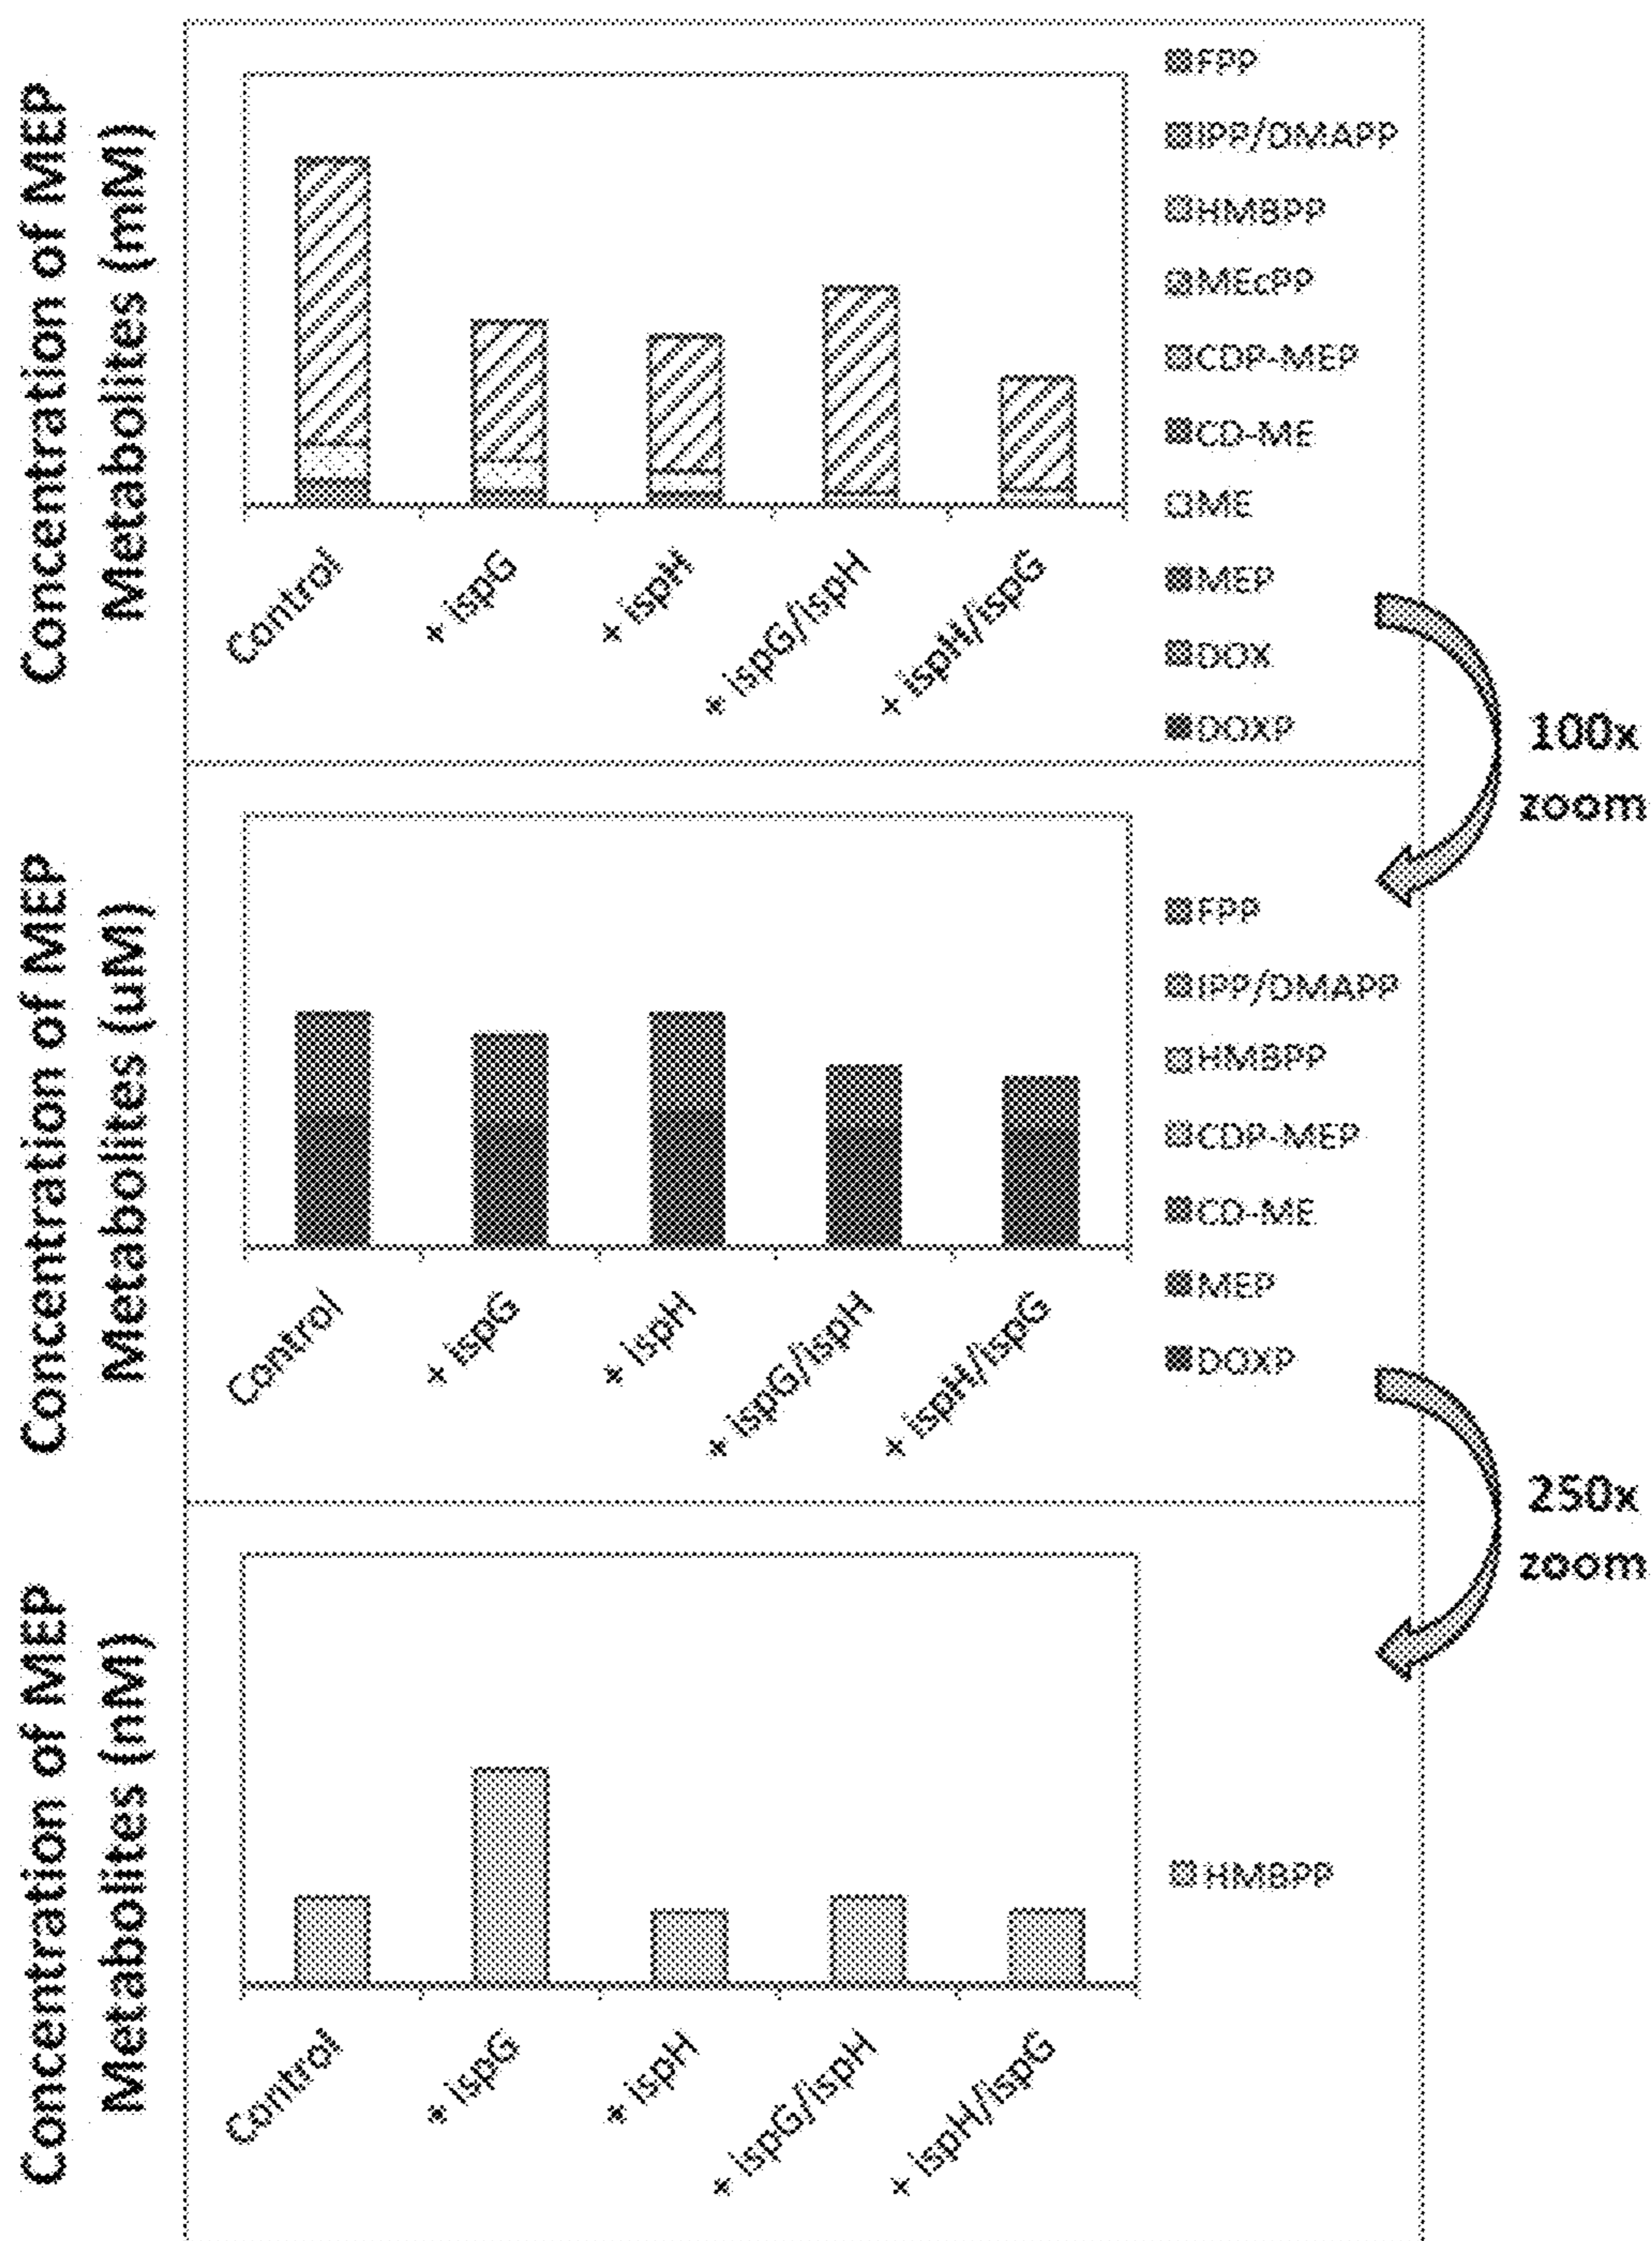 Concentration of MEP
Metabolites (mM)
FPP
IPP/DMAPP
HMBPP
MEcPP
CDP-MEP
CD-ME
ME
MEP
DOX
DOXP
Control
+ ispG
+ ispH
+ ispG/ispH
+ ispH/ispG
100x
zoom
Concentration of MEP
Metabolites (uM)
FPP
IPP/DMAPP
HMBPP
CDP-MEP
CD-ME
MEP
DOXP
Control
+ ispG
+ ispH
+ ispG/ispH
+ ispH/ispG
250x
zoom
Concentration of MEP
Metabolites (nM)
HMBPP
Control
+ ispG
+ ispH
+ ispG/ispH
+ ispH/ispG